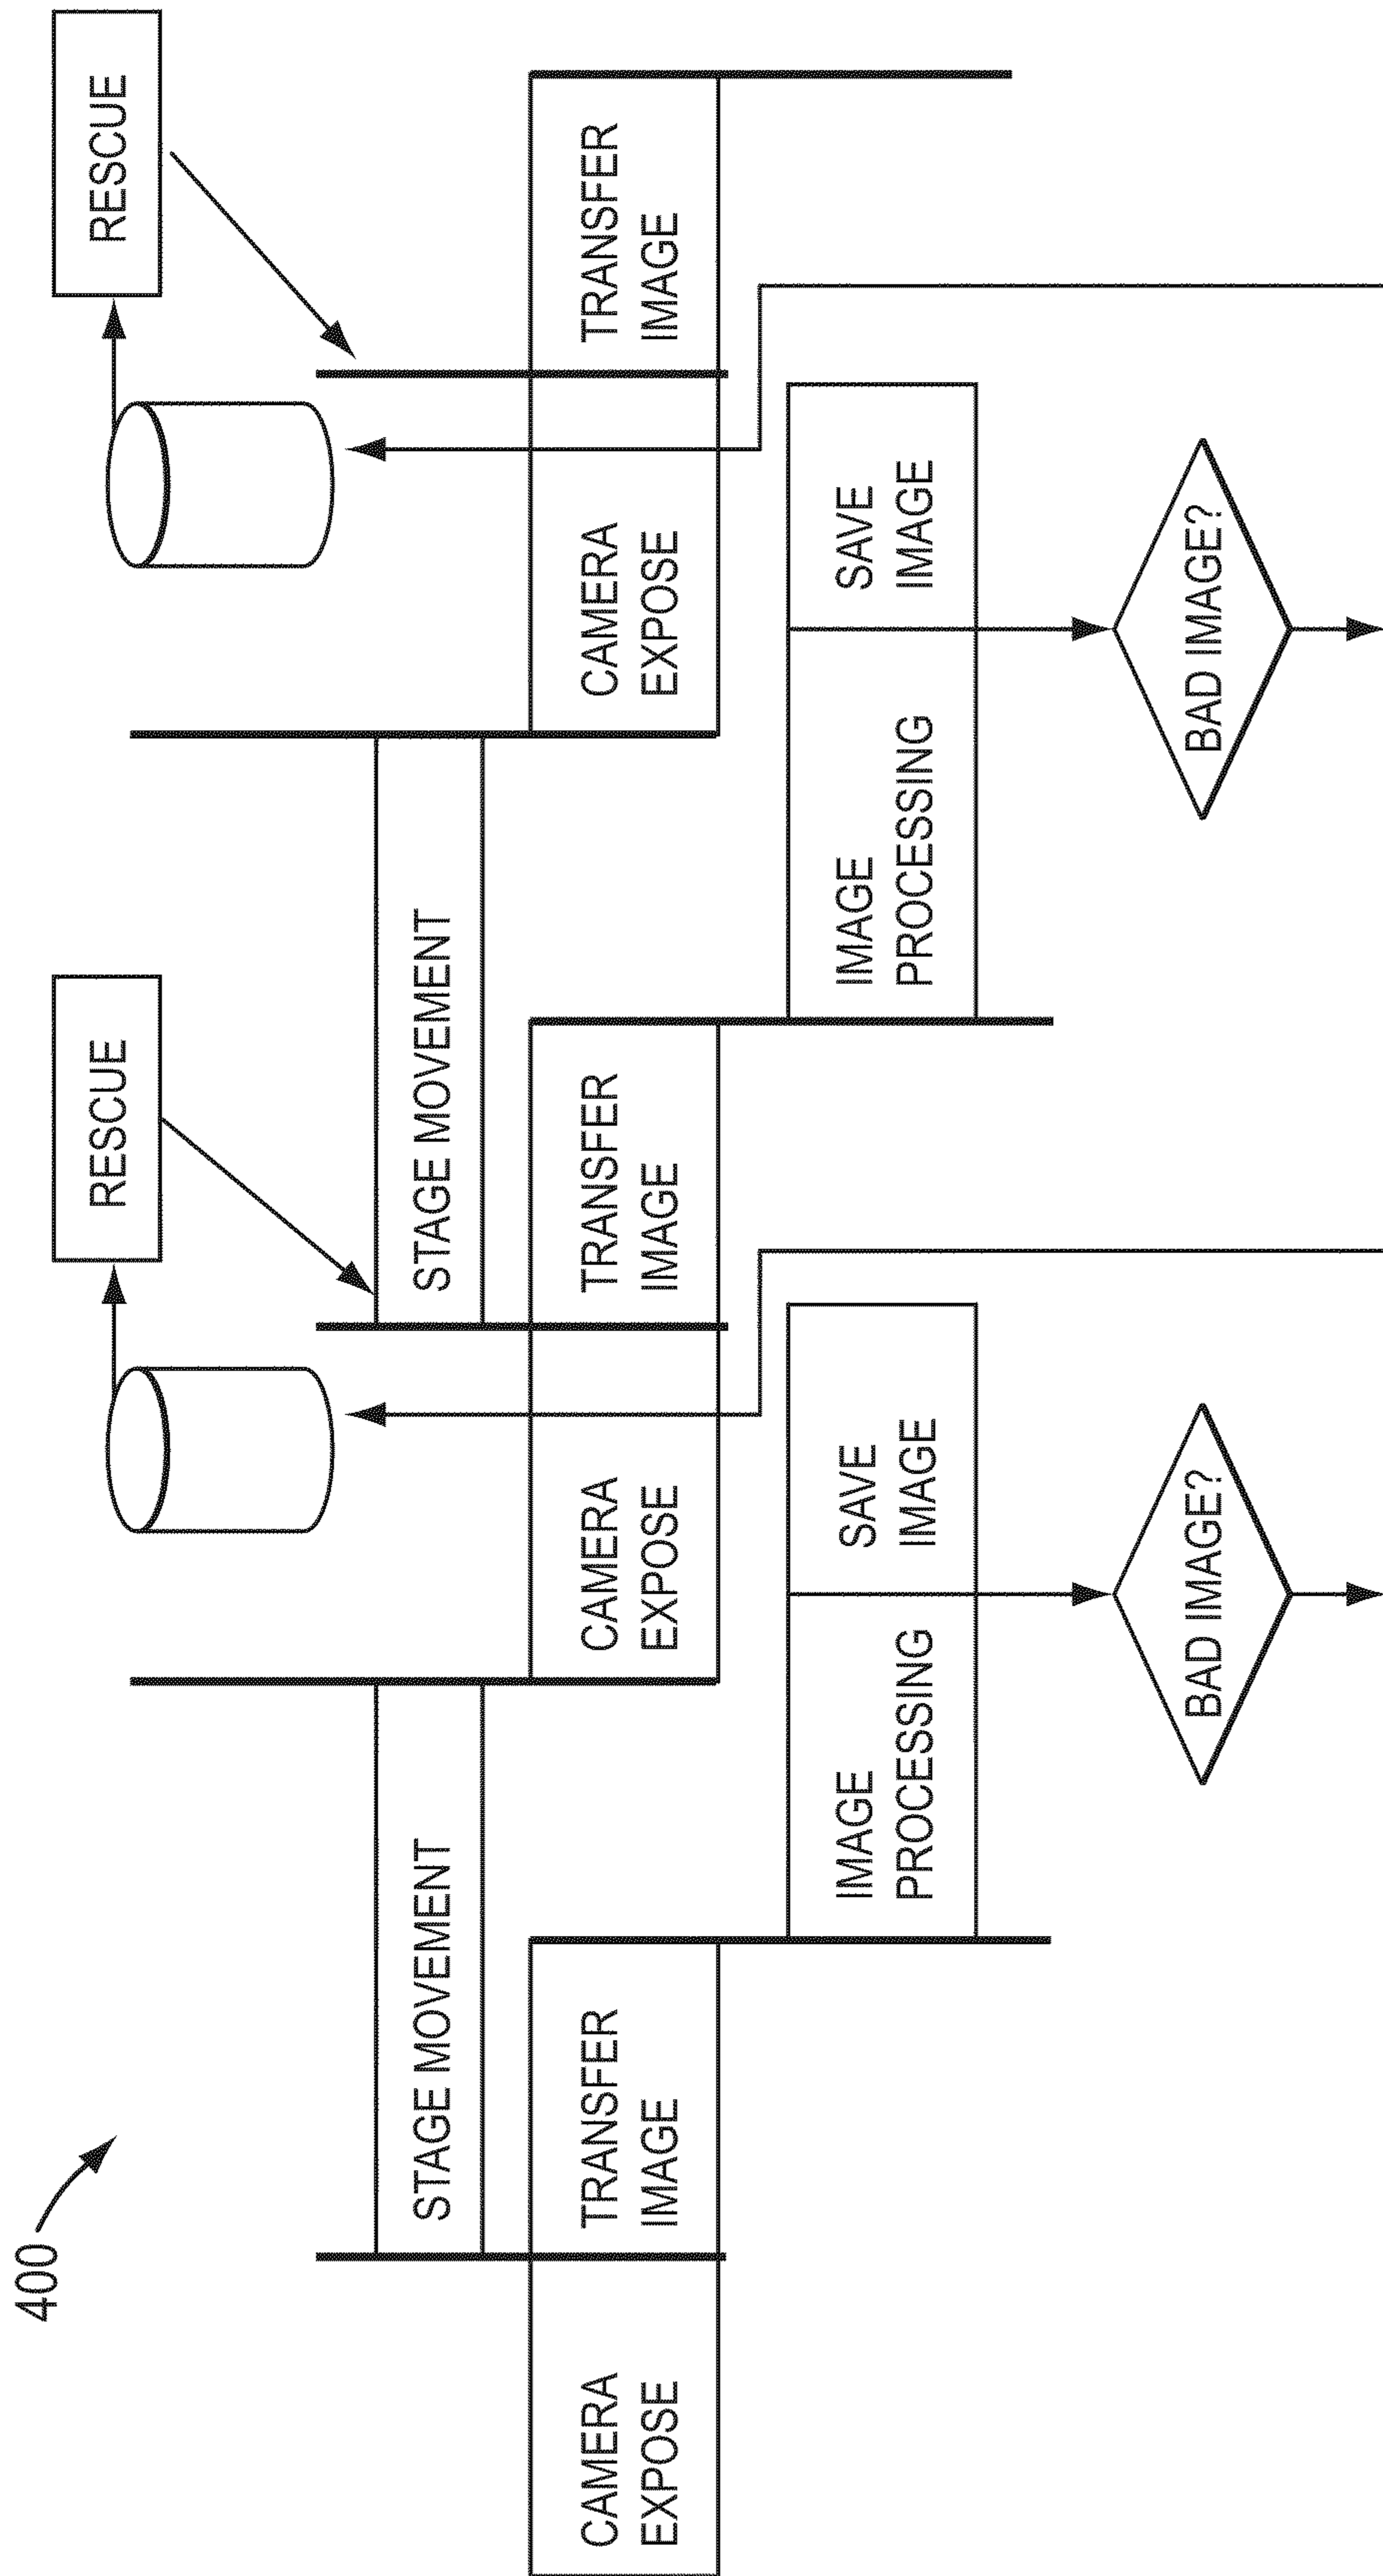 400
RESCUE
RESCUE
STAGE MOVEMENT
STAGE MOVEMENT
CAMERA
EXPOSE
TRANSFER
IMAGE
CAMERA
EXPOSE
TRANSFER
IMAGE
CAMERA
EXPOSE
TRANSFER
IMAGE
IMAGE
PROCESSING
SAVE
IMAGE
IMAGE
PROCESSING
SAVE
IMAGE
BAD IMAGE?
BAD IMAGE?